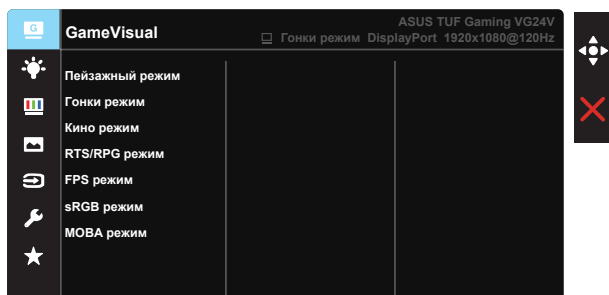 G
GameVisual
ASUS TUF Gaming VG24V
Гонки режим DisplayPort 1920x1080@120Hz
Пейзажный режим
Гонки режим
Кино режим
RTS/RPG режим
FPS режим
sRGB режим
MOBA режим